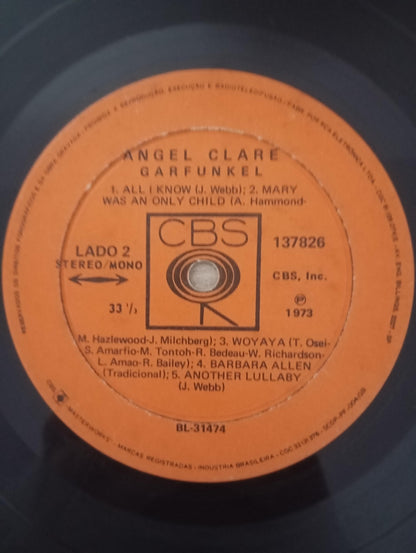 ANGEL CLARE
GARFUNKEL
1. ALL I KNOW (J. Webb); 2. MARY
WAS AN ONLY CHILD (A. Hammond-
CBS
LADO 2
STEREO/MONO
33 1/3
137826
CBS, Inc.
Ⓟ
1973
M. Hazlewood-J. Milchberg); 3. WOYAYA (T. Osei-
S. Amarfio-M. Tontoh-R. Bedeau-W. Richardson-
L. Amao-R. Bailey); 4. BARBARA ALLEN
(Tradicional); 5. ANOTHER LULLABY
(J. Webb)
BL-31474
MASTERWORKS - MARCAS REGISTRADAS - INDUSTRIA BRASILEIRA -